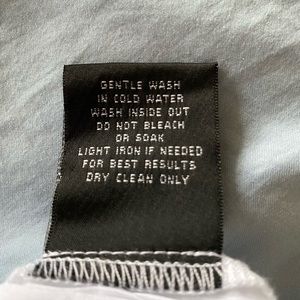 GENTLE WASH
IN COLD WATER
WASH INSIDE OUT
DO NOT BLEACH
OR SOAK
LIGHT IRON IF NEEDED
FOR BEST RESULTS
DRY CLEAN ONLY